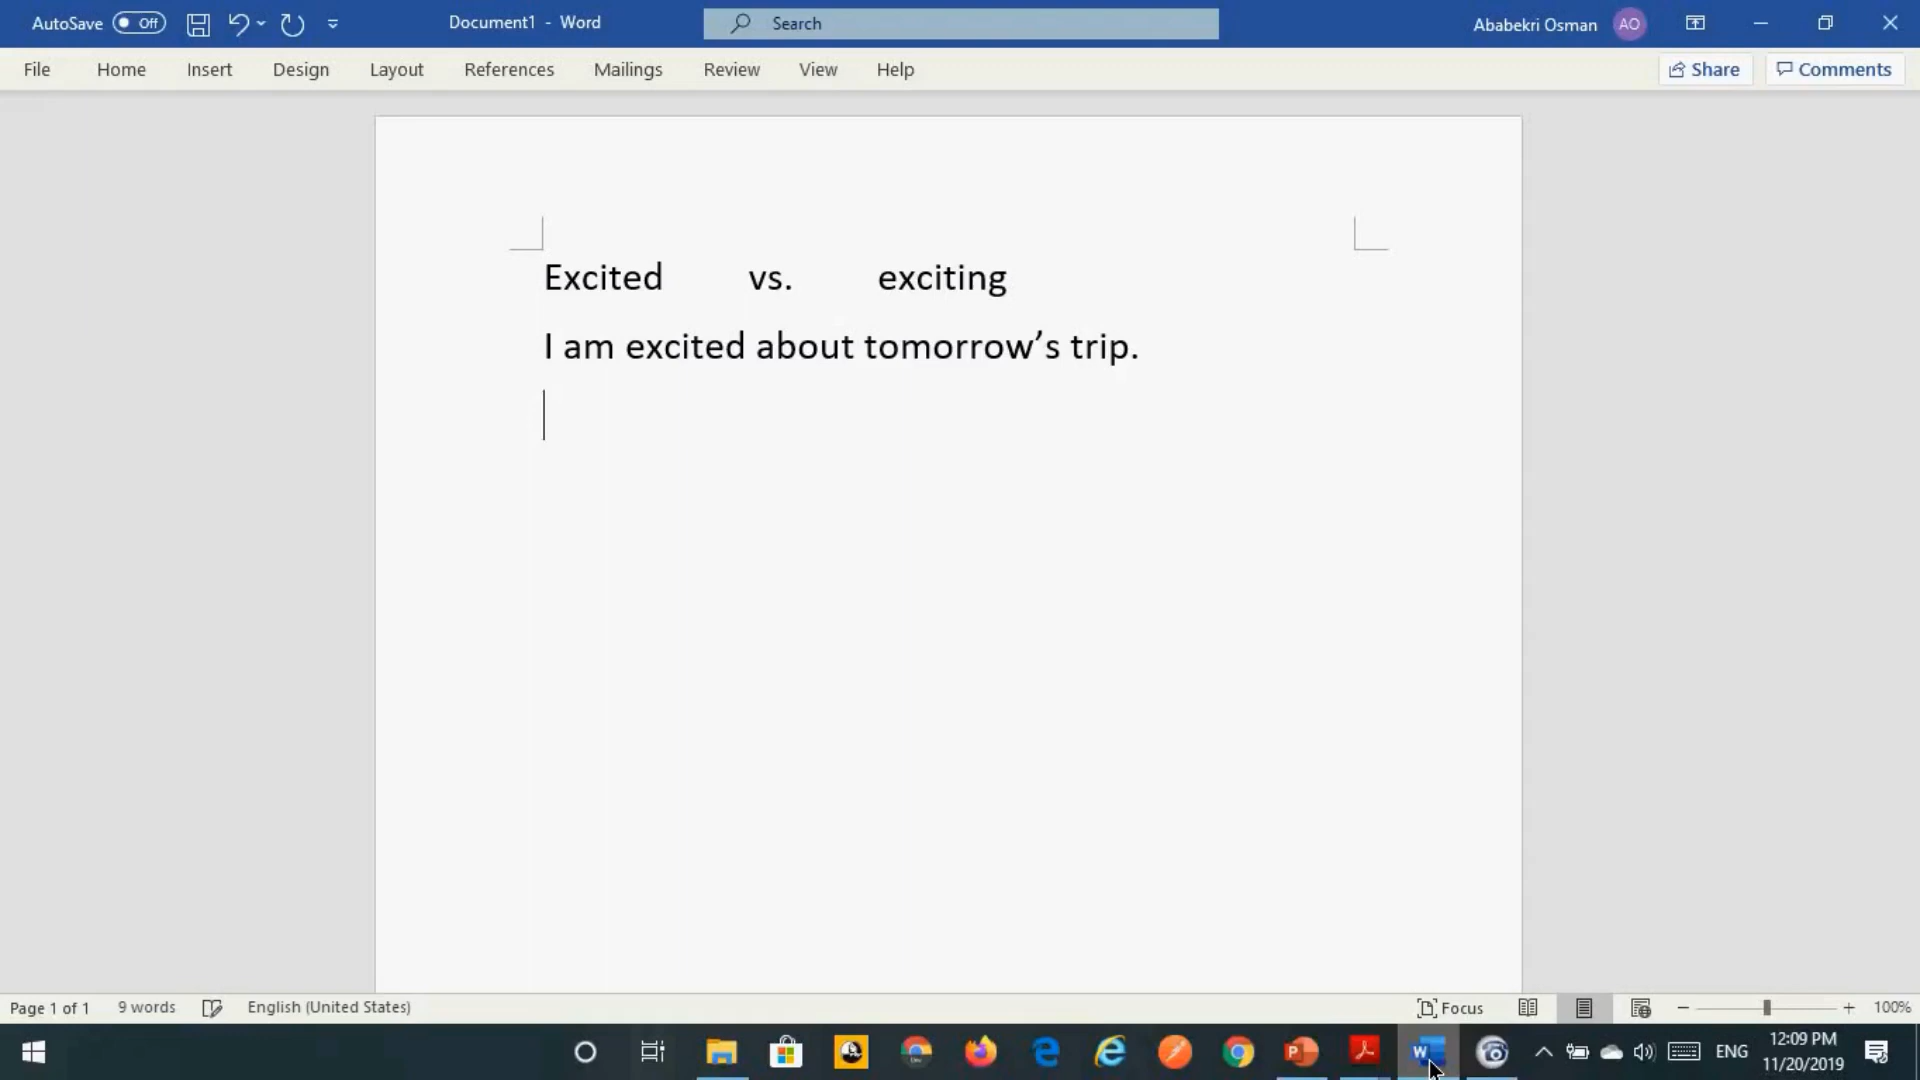 AutoSave Off Document1 - Word Search Ababekri Osman AO
File Home Insert Design Layout References Mailings Review View Help Share Comments
Excited vs. exciting
I am excited about tomorrow’s trip.
Page 1 of 1 9 words English (United States) Focus 100%
ENG 12:09 PM
11/20/2019